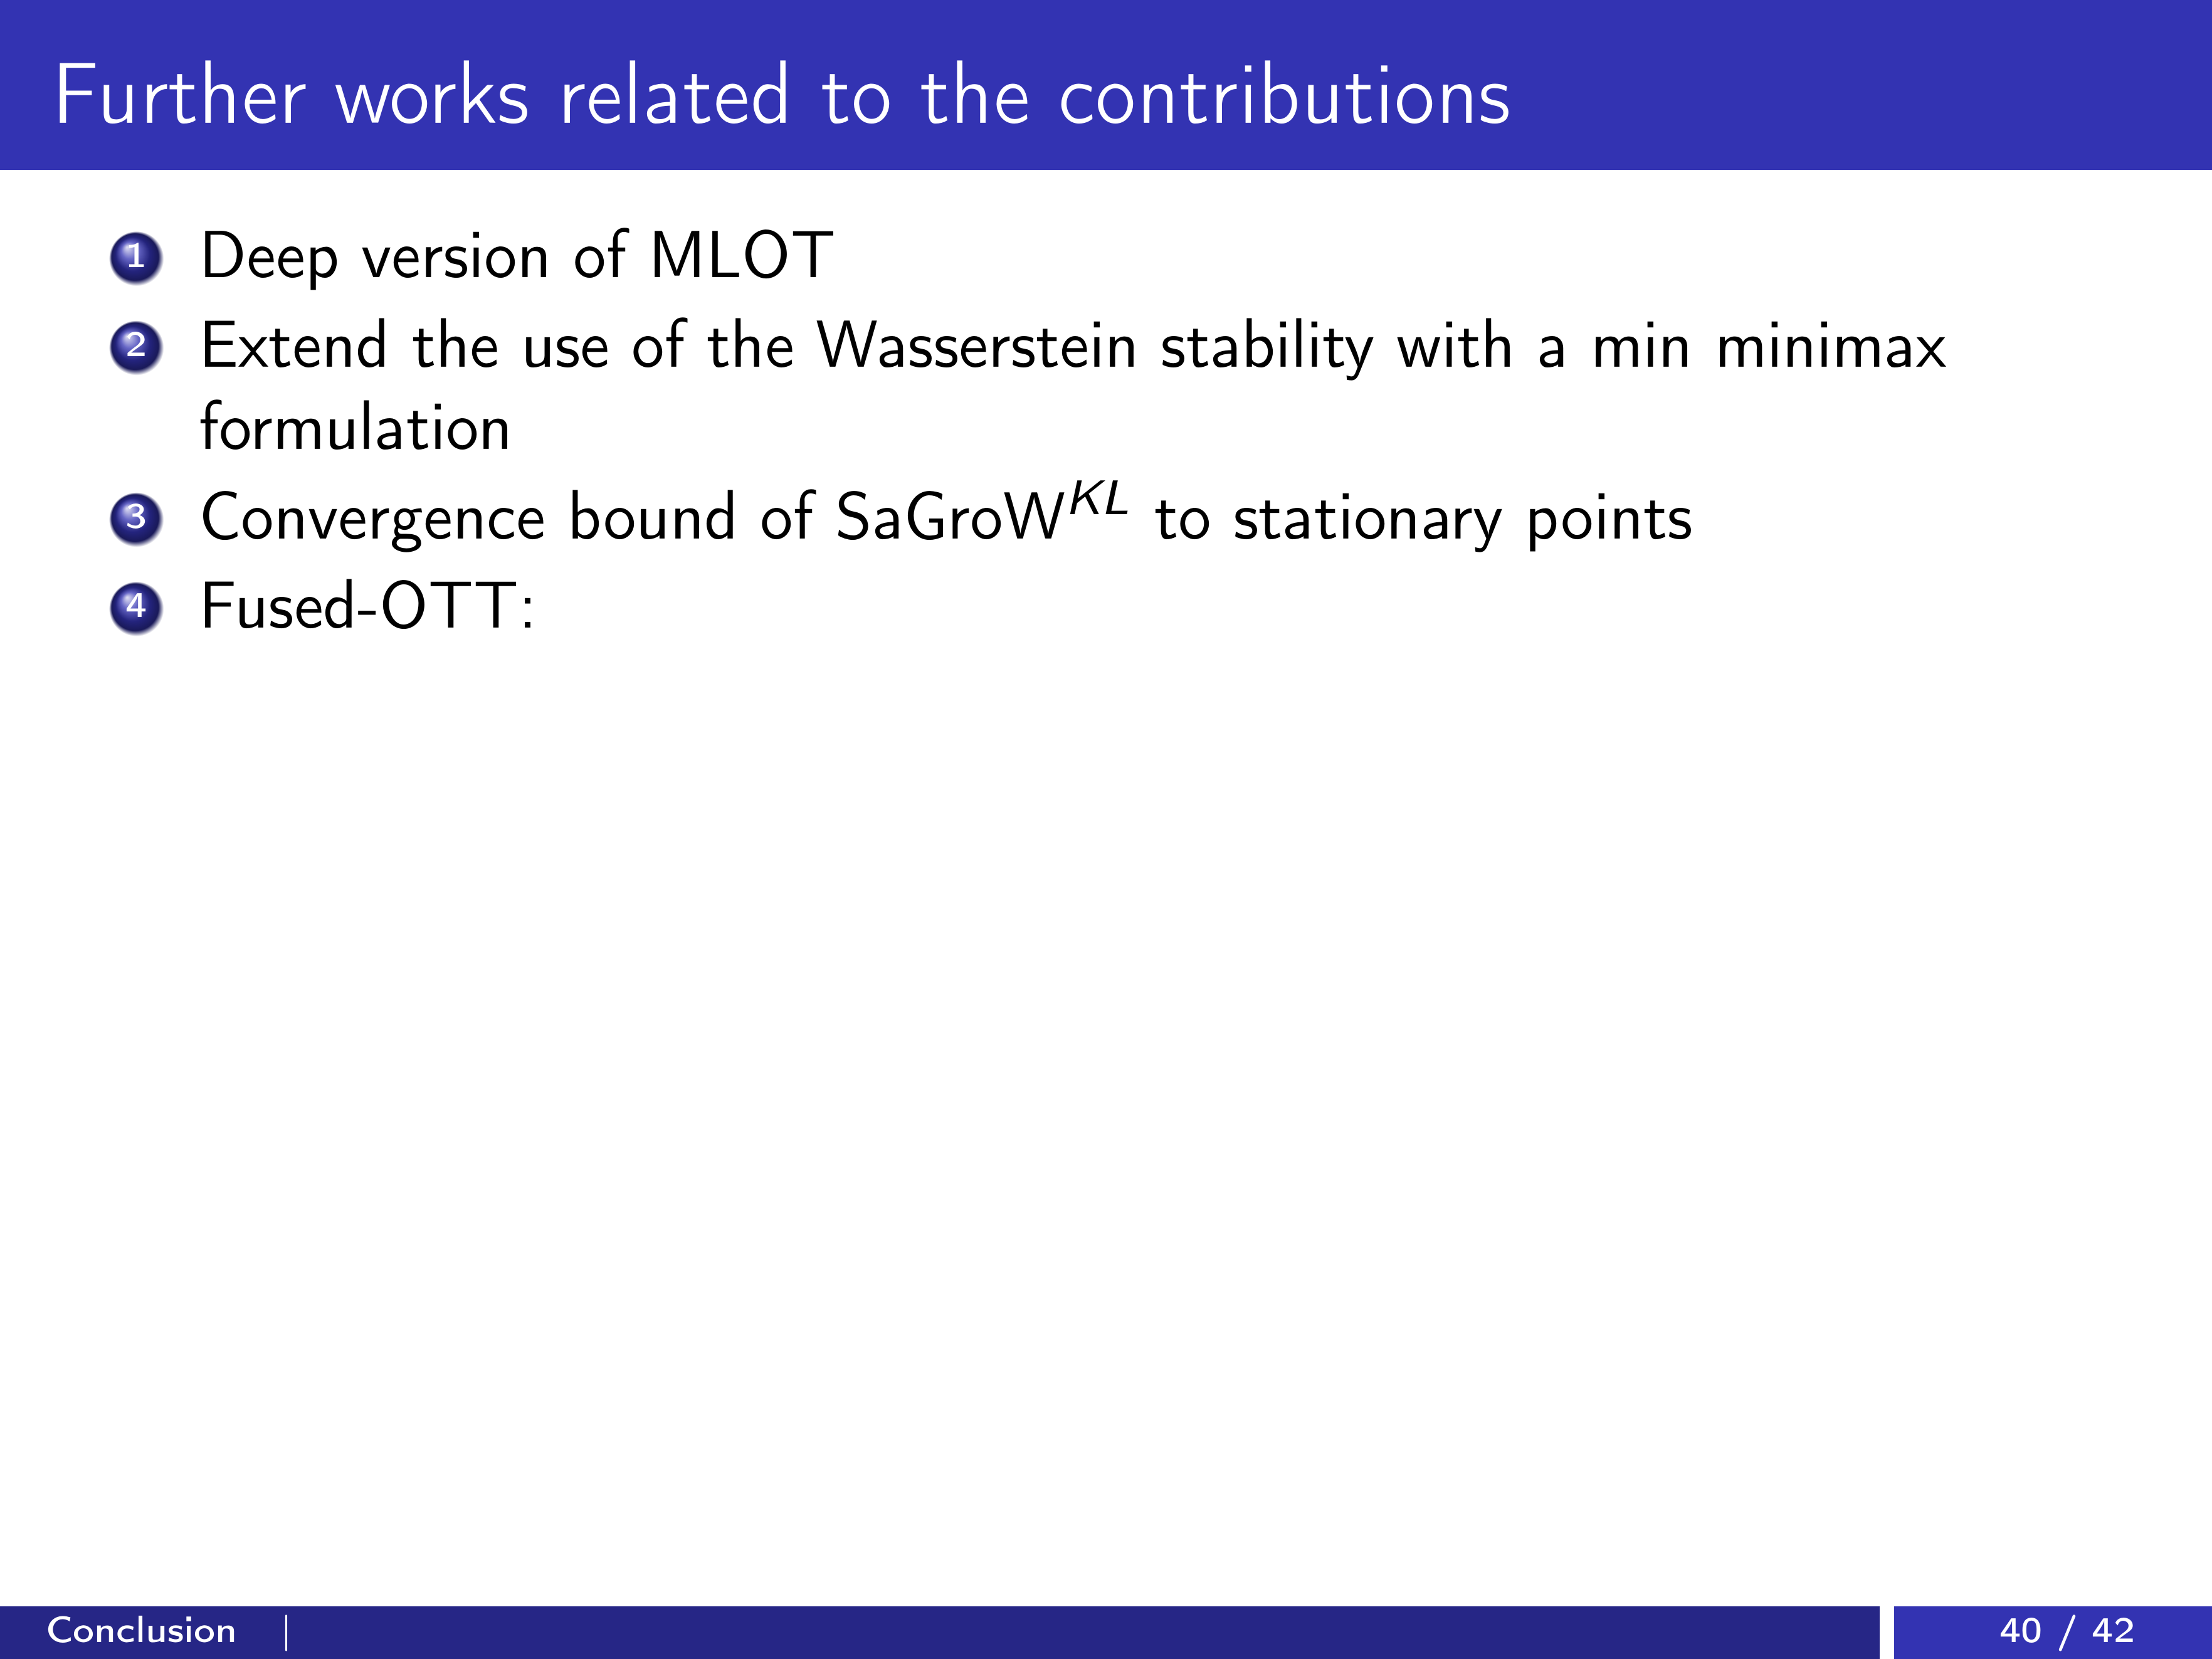 Further works related to the contributions
1 Deep version of MLOT
2 Extend the use of the Wasserstein stability with a min minimax
formulation
3 Convergence bound of SaGroW^KL to stationary points
4 Fused-OTT:
Conclusion |
40 / 42